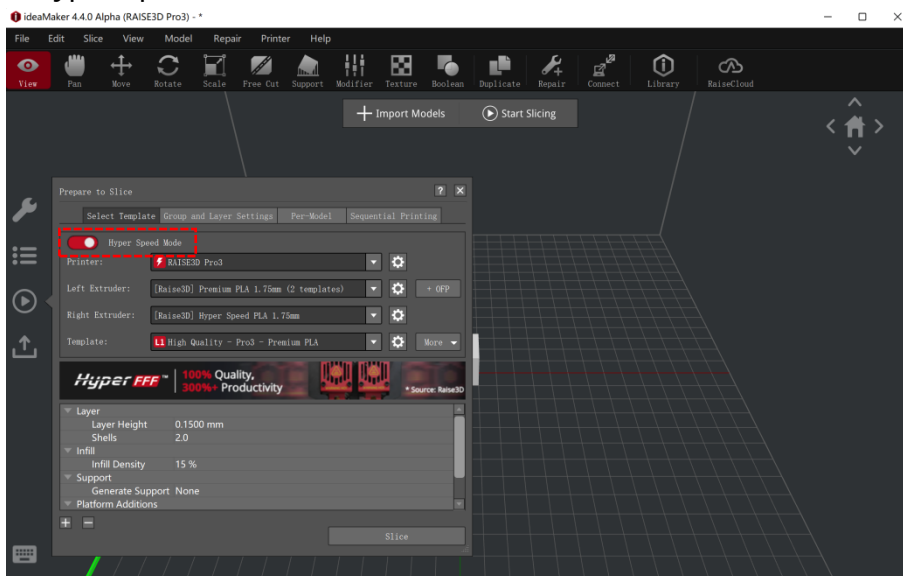 ideaMaker 4.4.0 Alpha (RAISE3D Pro3) - *
File Edit Slice View Model Repair Printer Help
View Pan Move Rotate Scale Free Cut Support Modifier Texture Boolean Duplicate Repair Connect Library RaiseCloud
Import Models Start Slicing
Prepare to Slice ? ×
Select Template Group and Layer Settings Per-Model Sequential Printing
Hyper Speed Mode
Printer: RAISE3D Pro3
Left Extruder: [Raise3D] Premium PLA 1.75mm (2 templates) + OFP
Right Extruder: [Raise3D] Hyper Speed PLA 1.75mm
Template: L1 High Quality - Pro3 - Premium PLA More
Hyper FFF™ 100% Quality,
300%+ Productivity
* Source: Raise3D
Layer
Layer Height 0.1500 mm
Shells 2.0
Infill
Infill Density 15 %
Support
Generate Support None
Platform Additions
Slice